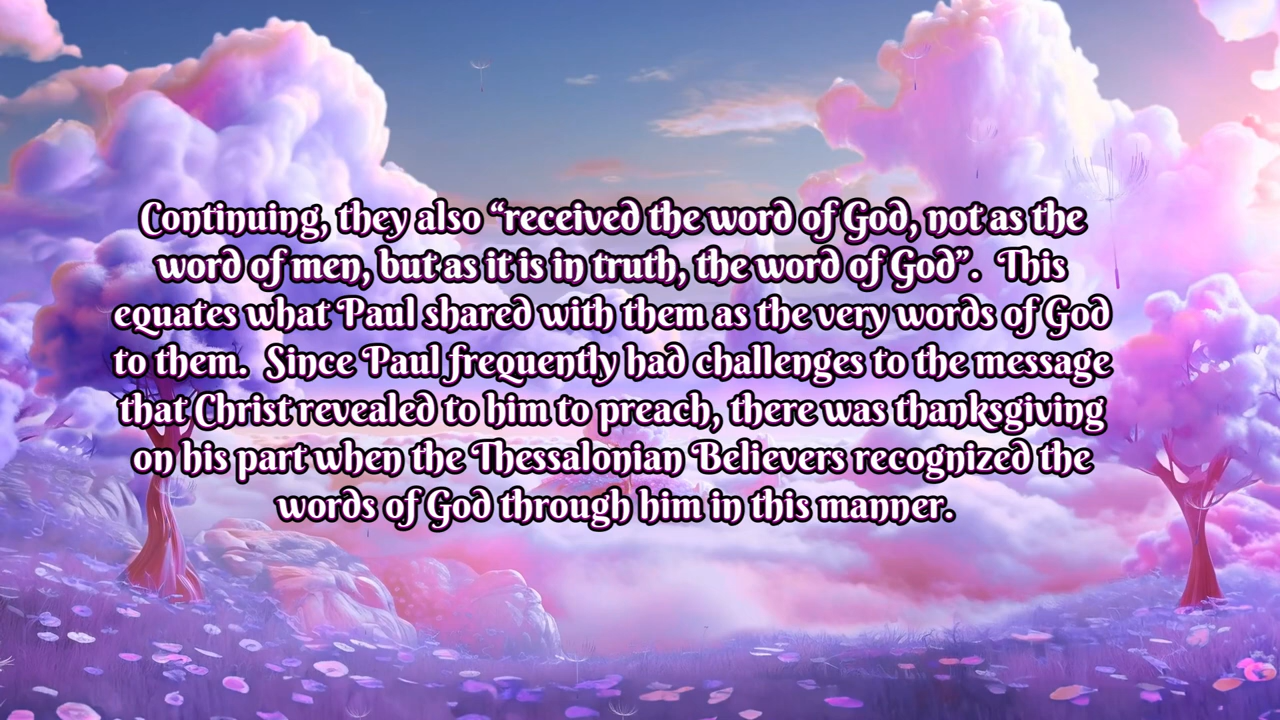 Continuing, they also “received the word of God, not as the
word of men, but as it is in truth, the word of God”.  This
equates what Paul shared with them as the very words of God
to them.  Since Paul frequently had challenges to the message
that Christ revealed to him to preach, there was thanksgiving
on his part when the Thessalonian Believers recognized the
words of God through him in this manner.